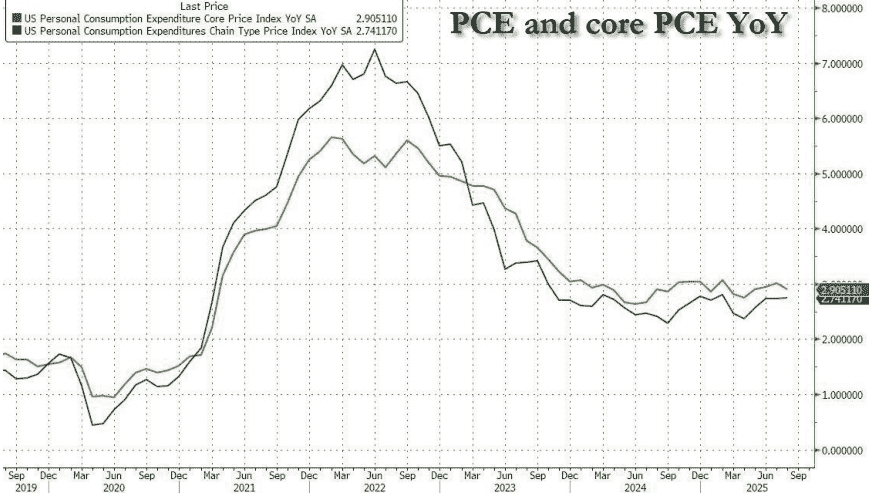 Last Price
US Personal Consumption Expenditure Core Price Index YoY SA 2.905110
US Personal Consumption Expenditures Chain Type Price Index YoY SA 2.741170
PCE and core PCE YoY
8.000000
7.000000
6.000000
5.000000
4.000000
2.905110
2.741170
2.000000
1.000000
0.000000
Sep Dec Mar Jun Sep Dec Mar Jun Sep Dec Mar Jun Sep Dec Mar Jun Sep Dec Mar Jun Sep Dec Mar Jun Sep
2019 2020 2021 2022 2023 2024 2025